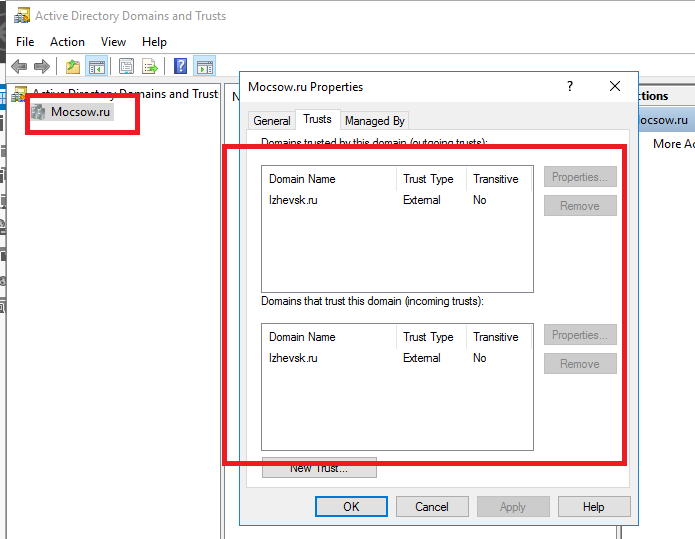 Active Directory Domains and Trusts
File Action View Help
Active Directory Domains and Trust
Mocsow.ru
Mocsow.ru Properties
?
General Trusts Managed By
Domains trusted by this domain (outgoing trusts):
Domain Name Trust Type Transitive
Izhevsk.ru External No
Properties...
Remove
Domains that trust this domain (incoming trusts):
Domain Name Trust Type Transitive
Izhevsk.ru External No
Properties...
Remove
New Trust...
OK Cancel Apply Help
ctions
ocsow.ru
More Ac